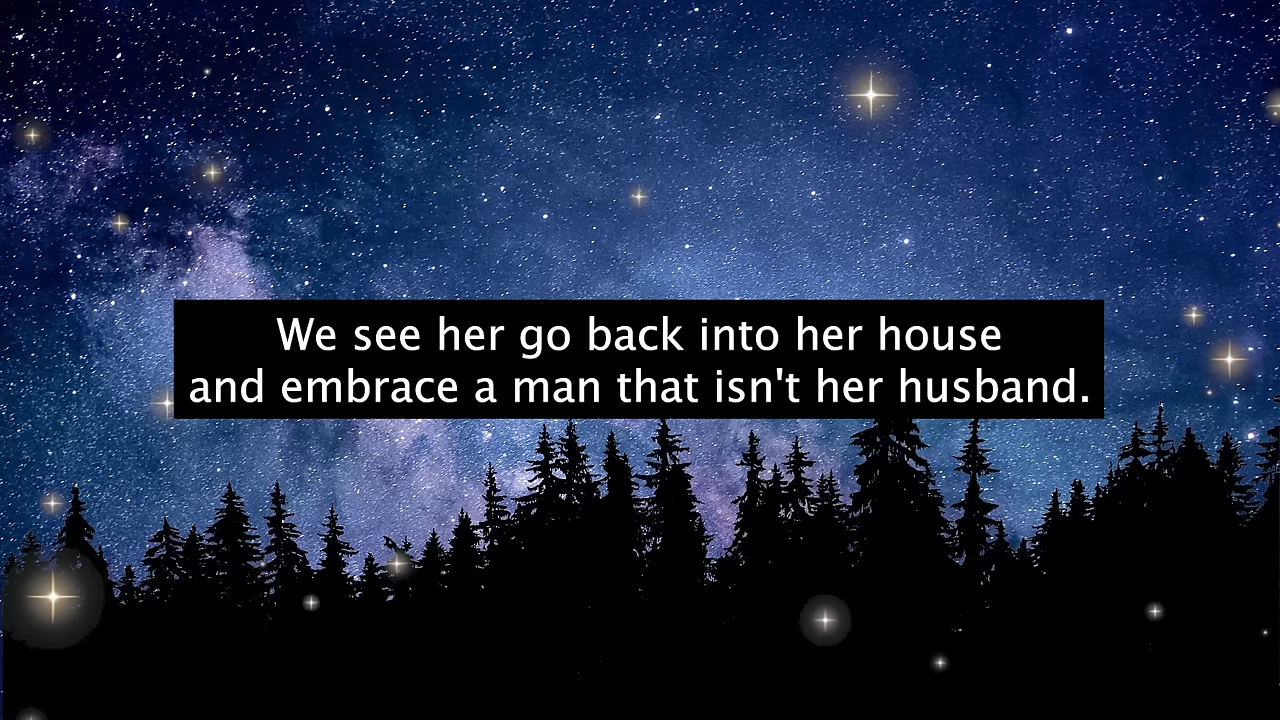 We see her go back into her house
and embrace a man that isn't her husband.